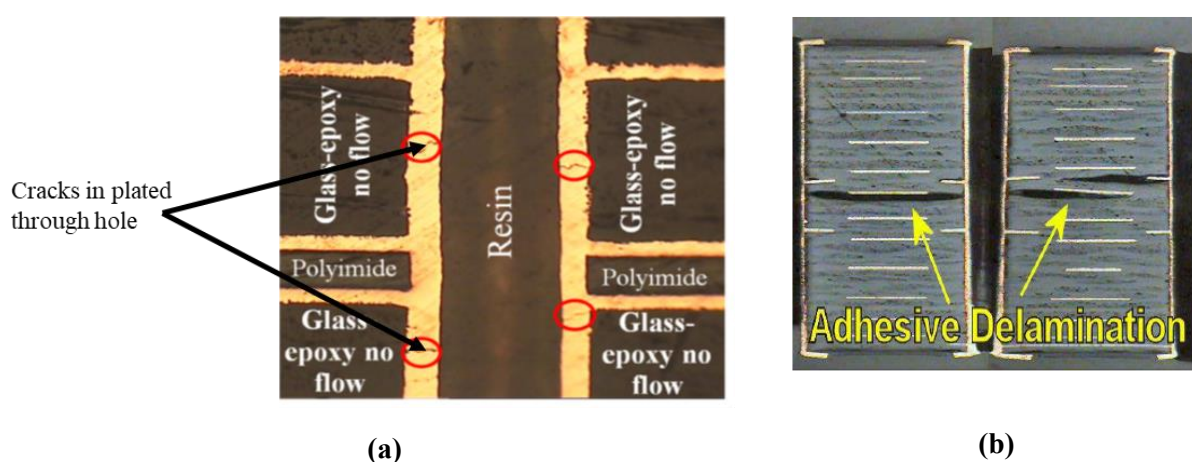 Cracks in plated
through hole
Glass-epoxy
no flow
Resin
Glass-epoxy
no flow
Polyimide
Polyimide
Glass
epoxy no
flow
Glass-
epoxy no
flow
(a)
Adhesive Delamination
(b)